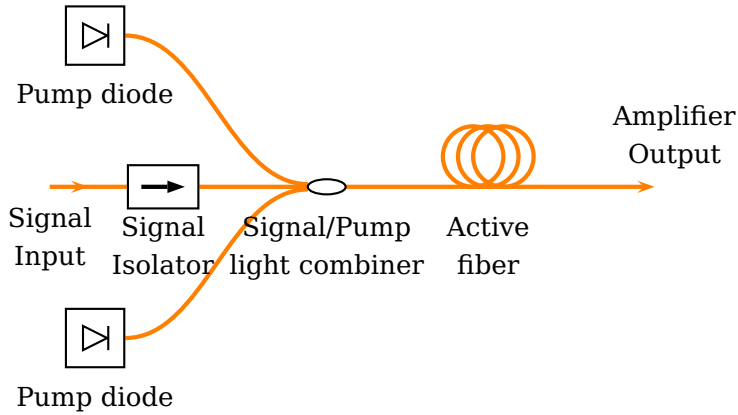 Pump diode
Amplifier
Output
Signal
Input
Signal
Isolator
Signal/Pump
light combiner
Active
fiber
Pump diode